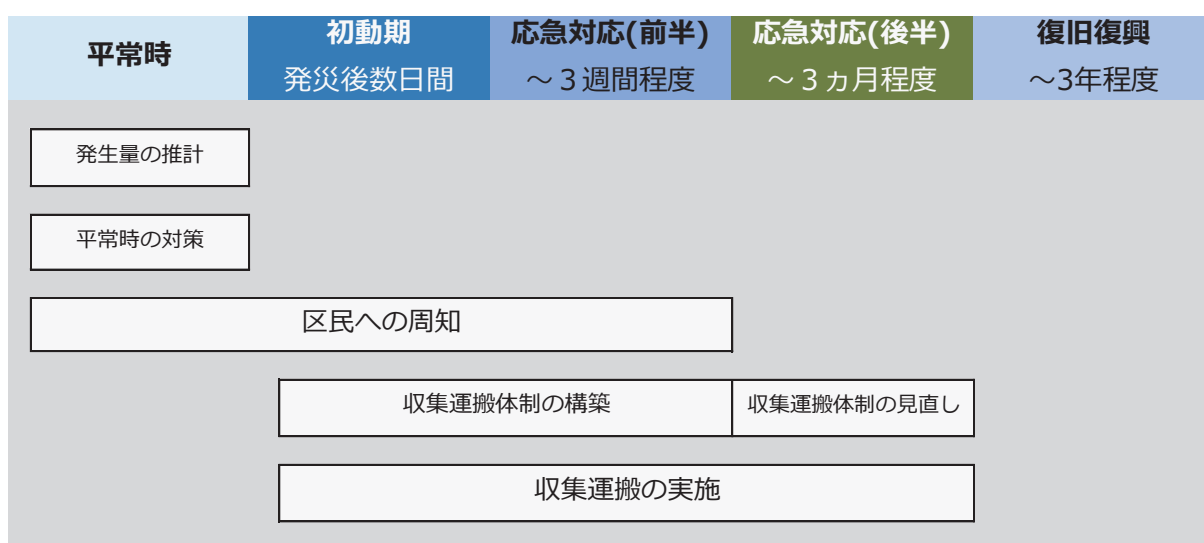 平常時
初動期
発災後数日間
応急対応(前半)
～３週間程度
応急対応(後半)
～３ヵ月程度
復旧復興
～3年程度
発生量の推計
平常時の対策
区民への周知
収集運搬体制の構築
収集運搬体制の見直し
収集運搬の実施